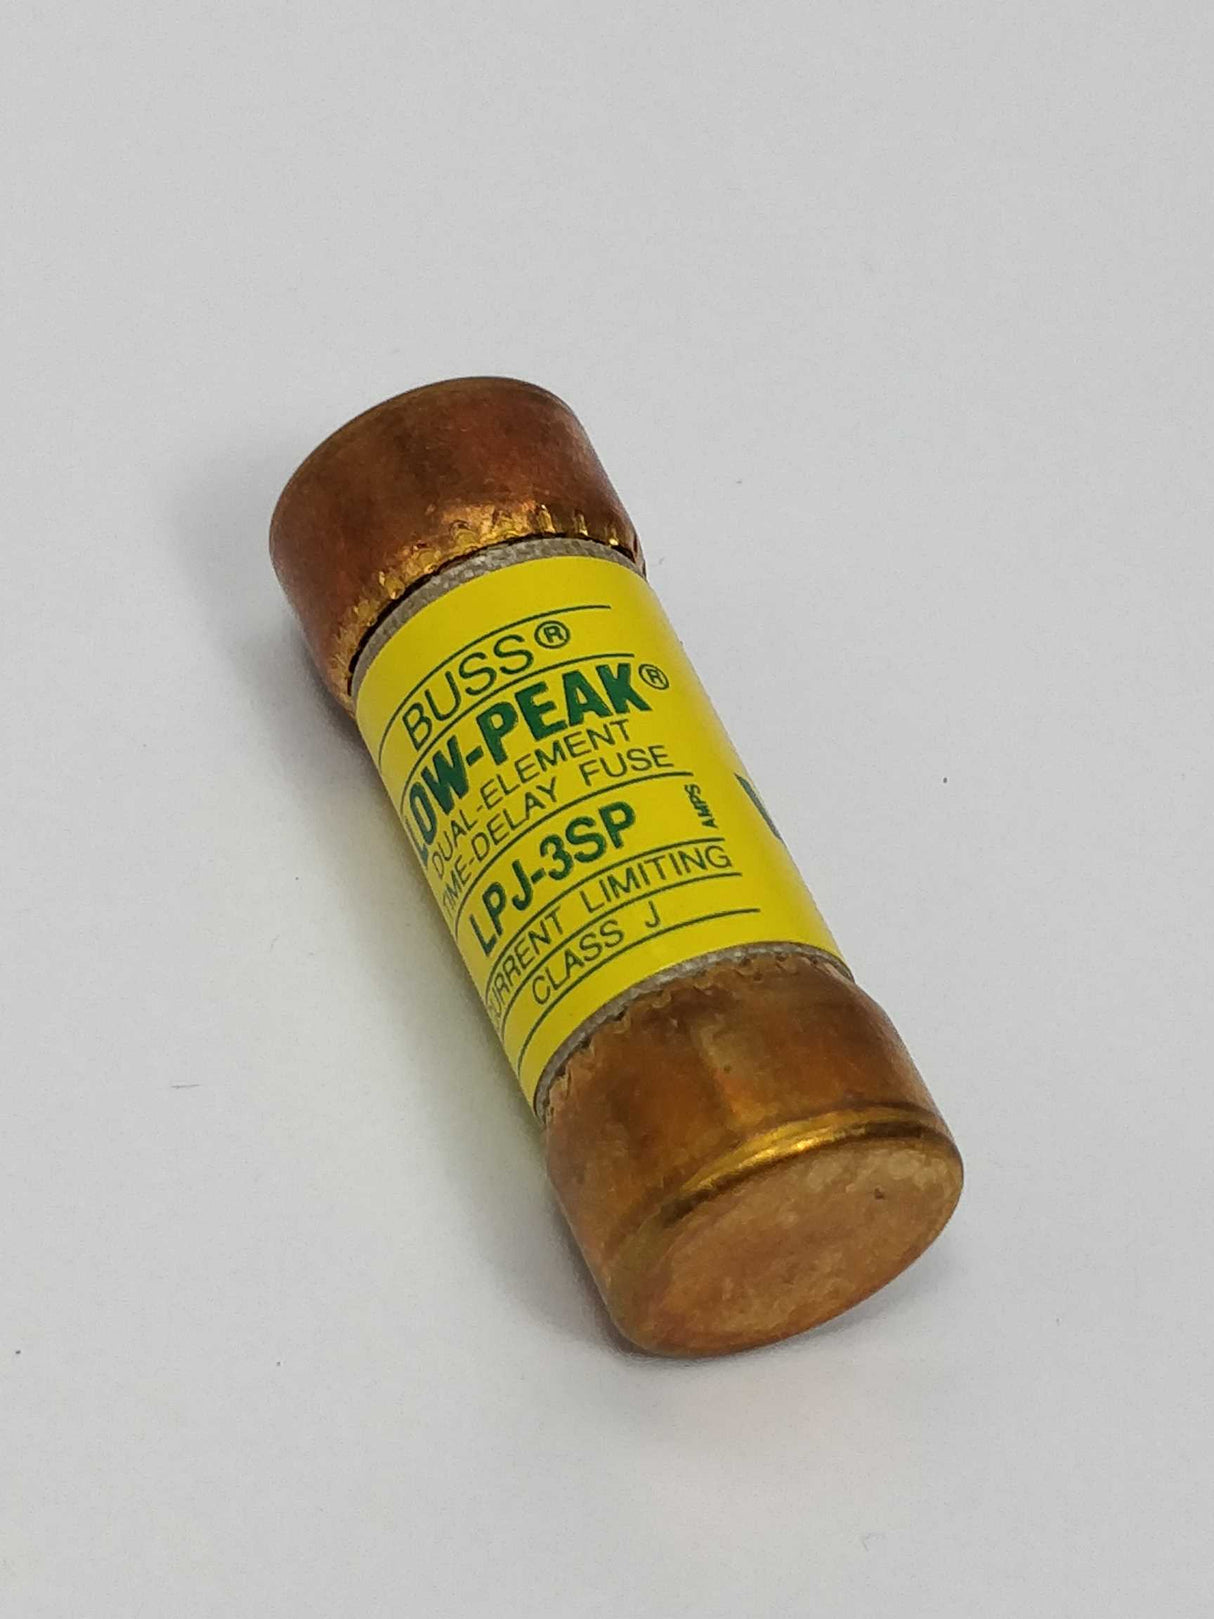 BUSS®
LOW-PEAK®
DUAL-ELEMENT
TIME-DELAY FUSE
LPJ-3SP AMPS
CURRENT LIMITING
CLASS J